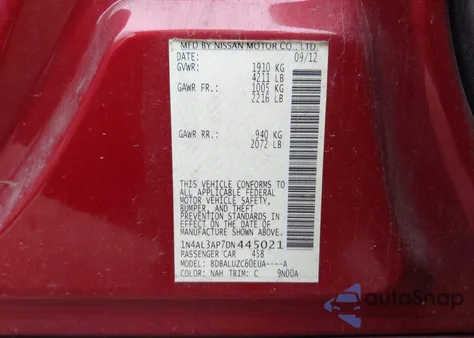 MFD BY NISSAN MOTOR CO., LTD.
DATE: 09/12
GVWR: 1910 KG
4211 LB
GAWR FR: 1005 KG
2216 LB
GAWR RR: 940 KG
2072 LB
THIS VEHICLE CONFORMS TO
ALL APPLICABLE FEDERAL
MOTOR VEHICLE SAFETY,
BUMPER, AND THEFT
PREVENTION STANDARDS
IN EFFECT ON THE DATE OF
MANUFACTURE SHOWN ABOVE.
1N4AL3AP7DN445021
PASSENGER CAR 458
MODEL: BDBALUZC60EUA----A
COLOR: NAH TRIM: C 9N00A
autoSnap